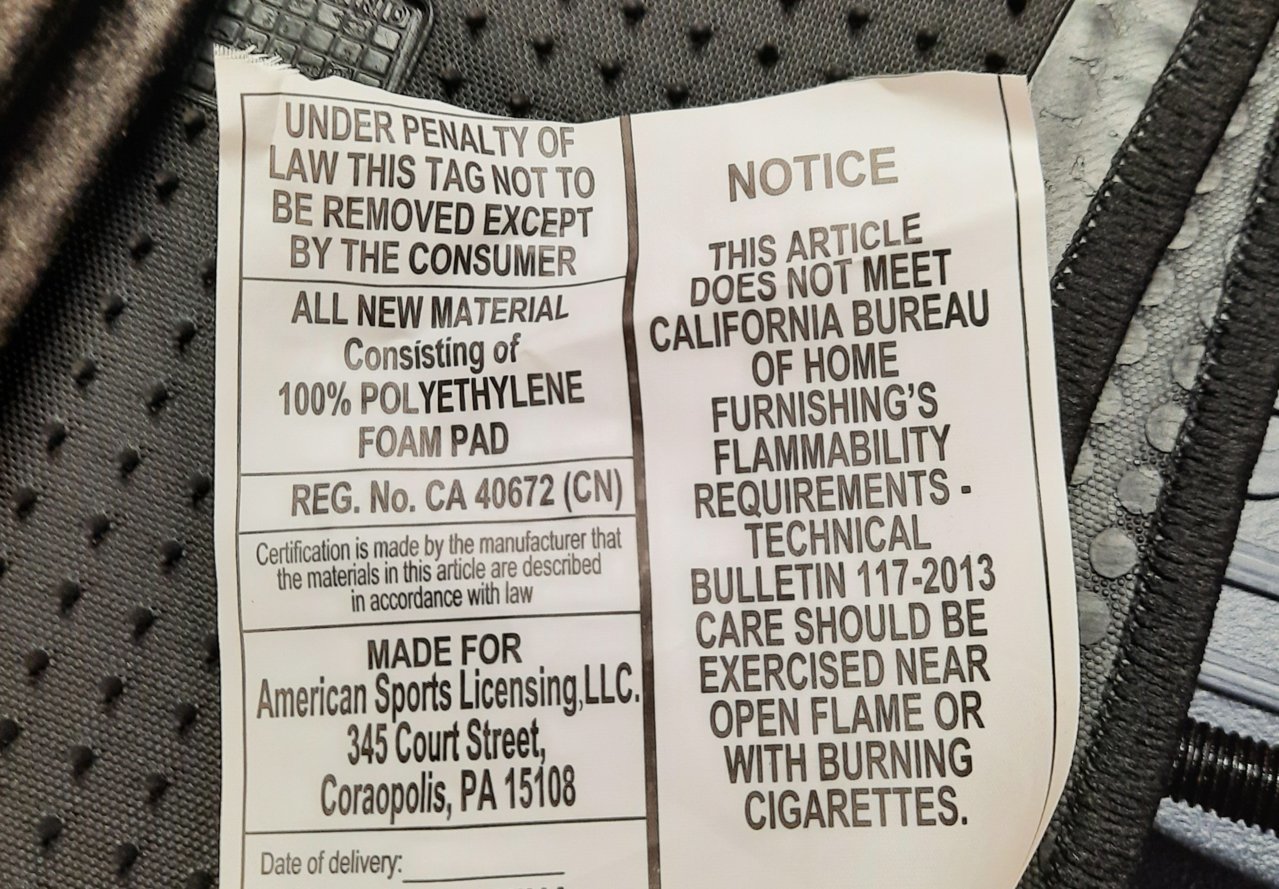 UNDER PENALTY OF
LAW THIS TAG NOT TO
BE REMOVED EXCEPT
BY THE CONSUMER
ALL NEW MATERIAL
Consisting of
100% POLYETHYLENE
FOAM PAD
REG. No. CA 40672 (CN)
Certification is made by the manufacturer that
the materials in this article are described
in accordance with law
MADE FOR
American Sports Licensing,LLC.
345 Court Street,
Coraopolis, PA 15108
Date of delivery:
NOTICE
THIS ARTICLE
DOES NOT MEET
CALIFORNIA BUREAU
OF HOME
FURNISHING'S
FLAMMABILITY
REQUIREMENTS -
TECHNICAL
BULLETIN 117-2013
CARE SHOULD BE
EXERCISED NEAR
OPEN FLAME OR
WITH BURNING
CIGARETTES.